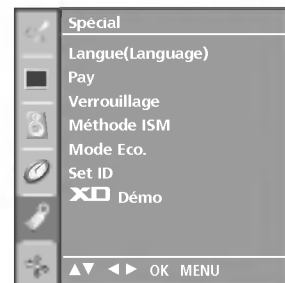 Spécial
Langue(Language)
Pay
Verrouillage
Méthode ISM
Mode Eco.
Set ID
XD Démo
▲▼ ◄► OK MENU